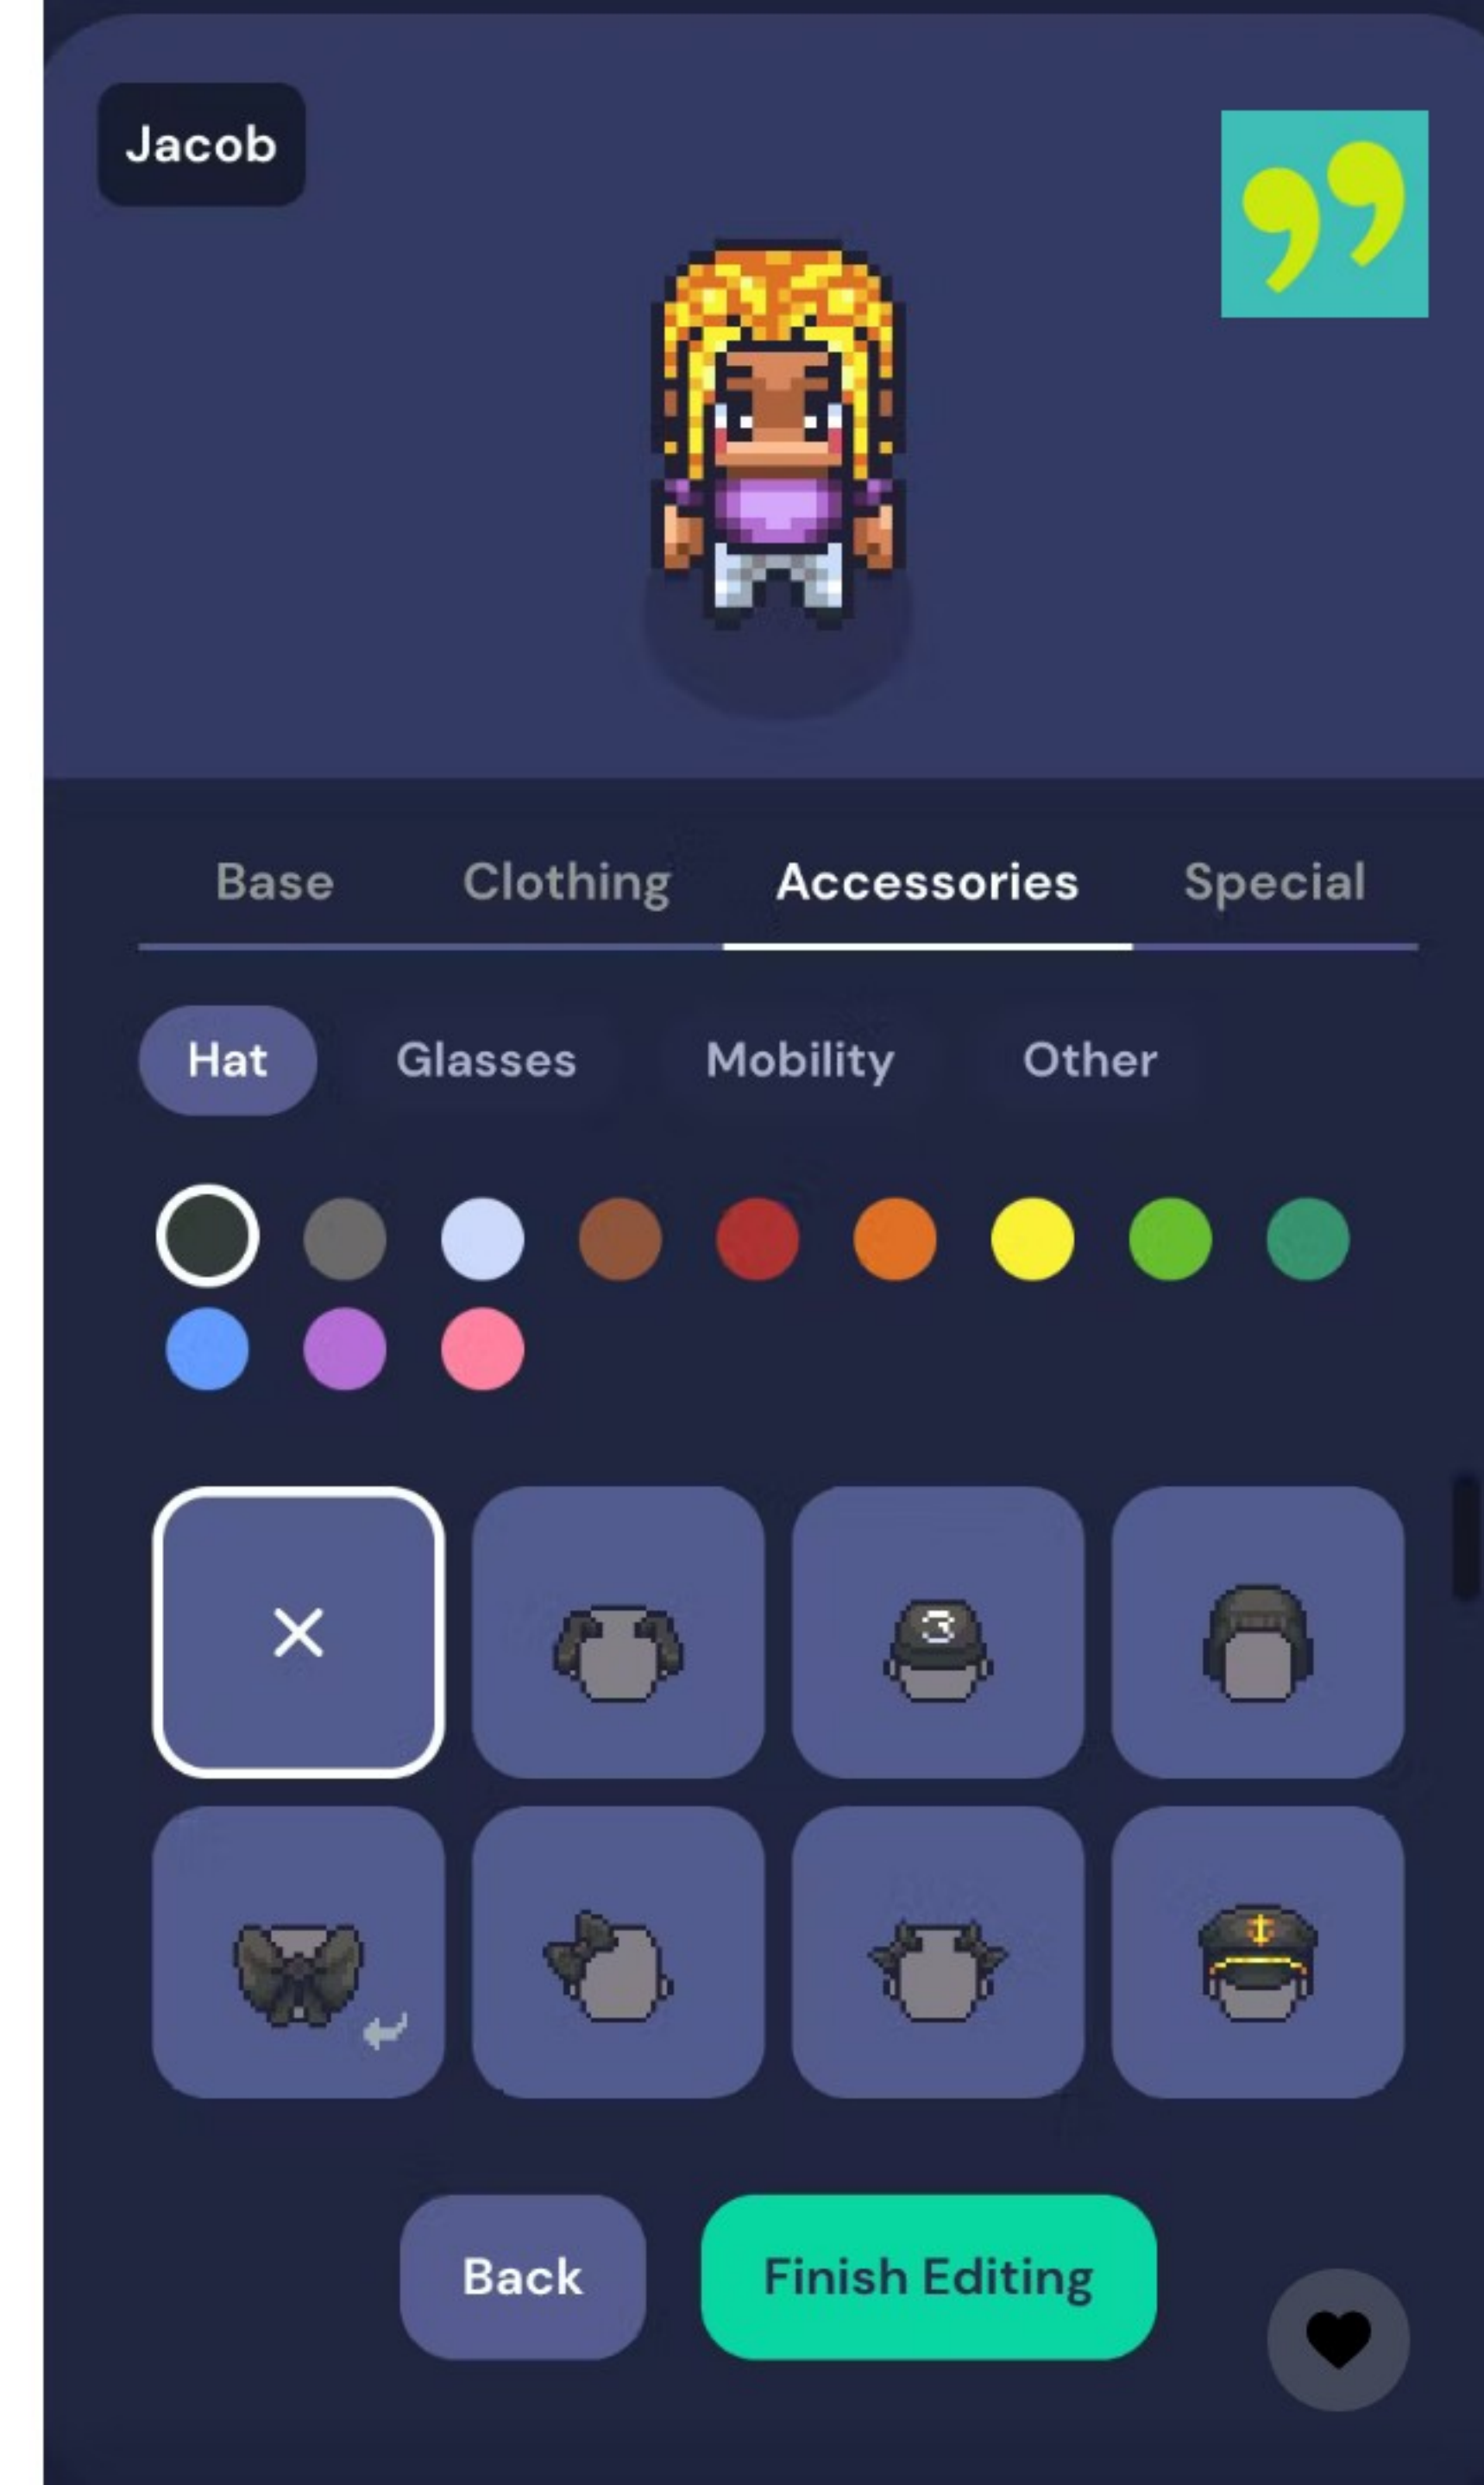 Jacob
Base Clothing Accessories Special
Hat Glasses Mobility Other
Back Finish Editing